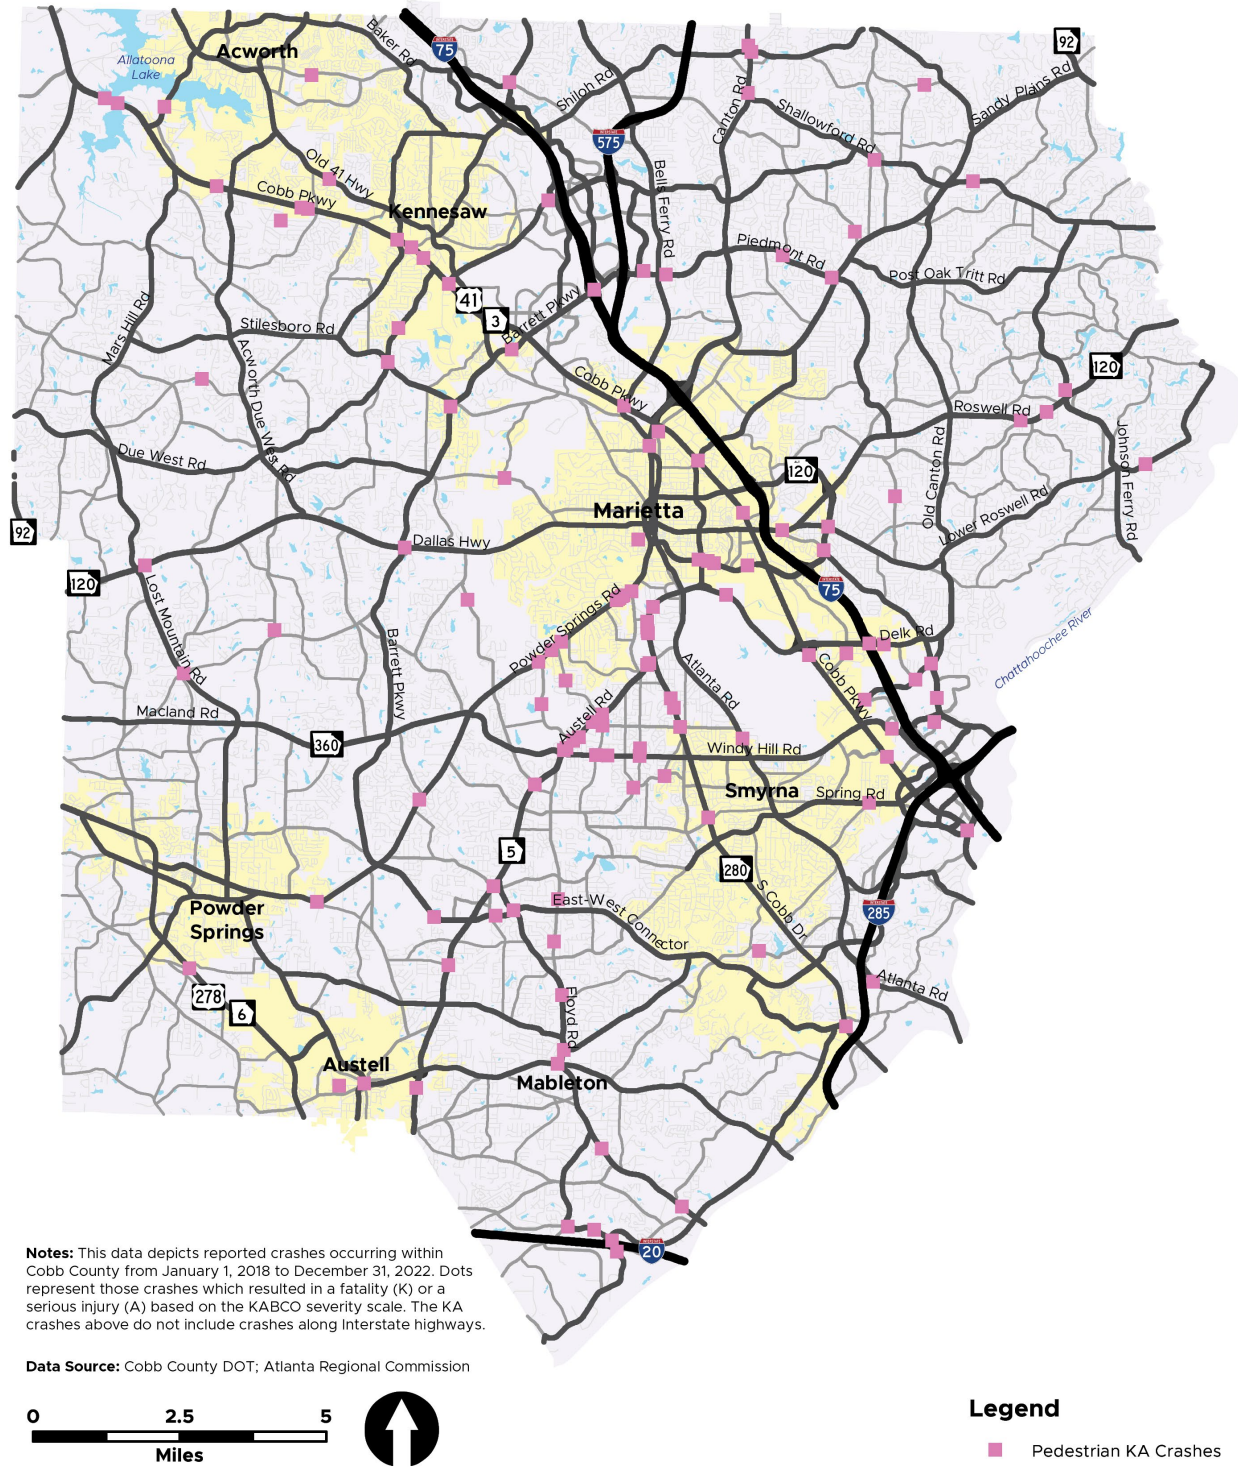 Acworth
Baker Rd
75
92
Allatoona
Lake
Shiloh Rd
Canton Rd
Sandy Plains Rd
Shallowford Rd
575
Old 41 Hwy
Cobb Pkwy
Kennesaw
Bells Ferry Rd
Piedmont Rd
Post Oak Tritt Rd
41
3
Barrett Pkwy
Mars Hill Rd
Stilesboro Rd
Acworth Due West Rd
Cobb Pkwy
120
Roswell Rd
Johnson Ferry Rd
Old Canton Rd
Due West Rd
120
Lower Roswell Rd
Marietta
92
Dallas Hwy
120
Lost Mountain Rd
75
Powder Springs Rd
Delk Rd
Chattahoochee River
Barrett Pkwy
Atlanta Rd
Cobb Pkwy
Macland Rd
Austell Rd
360
Windy Hill Rd
Smyrna
Spring Rd
5
280
S Cobb Dr
Powder
Springs
East-West Connector
285
278
6
Floyd Rd
Atlanta Rd
Austell
Mableton
20
Notes: This data depicts reported crashes occurring within
Cobb County from January 1, 2018 to December 31, 2022. Dots
represent those crashes which resulted in a fatality (K) or a
serious injury (A) based on the KABCO severity scale. The KA
crashes above do not include crashes along Interstate highways.
Data Source: Cobb County DOT; Atlanta Regional Commission
0 2.5 5
Miles
Legend
Pedestrian KA Crashes